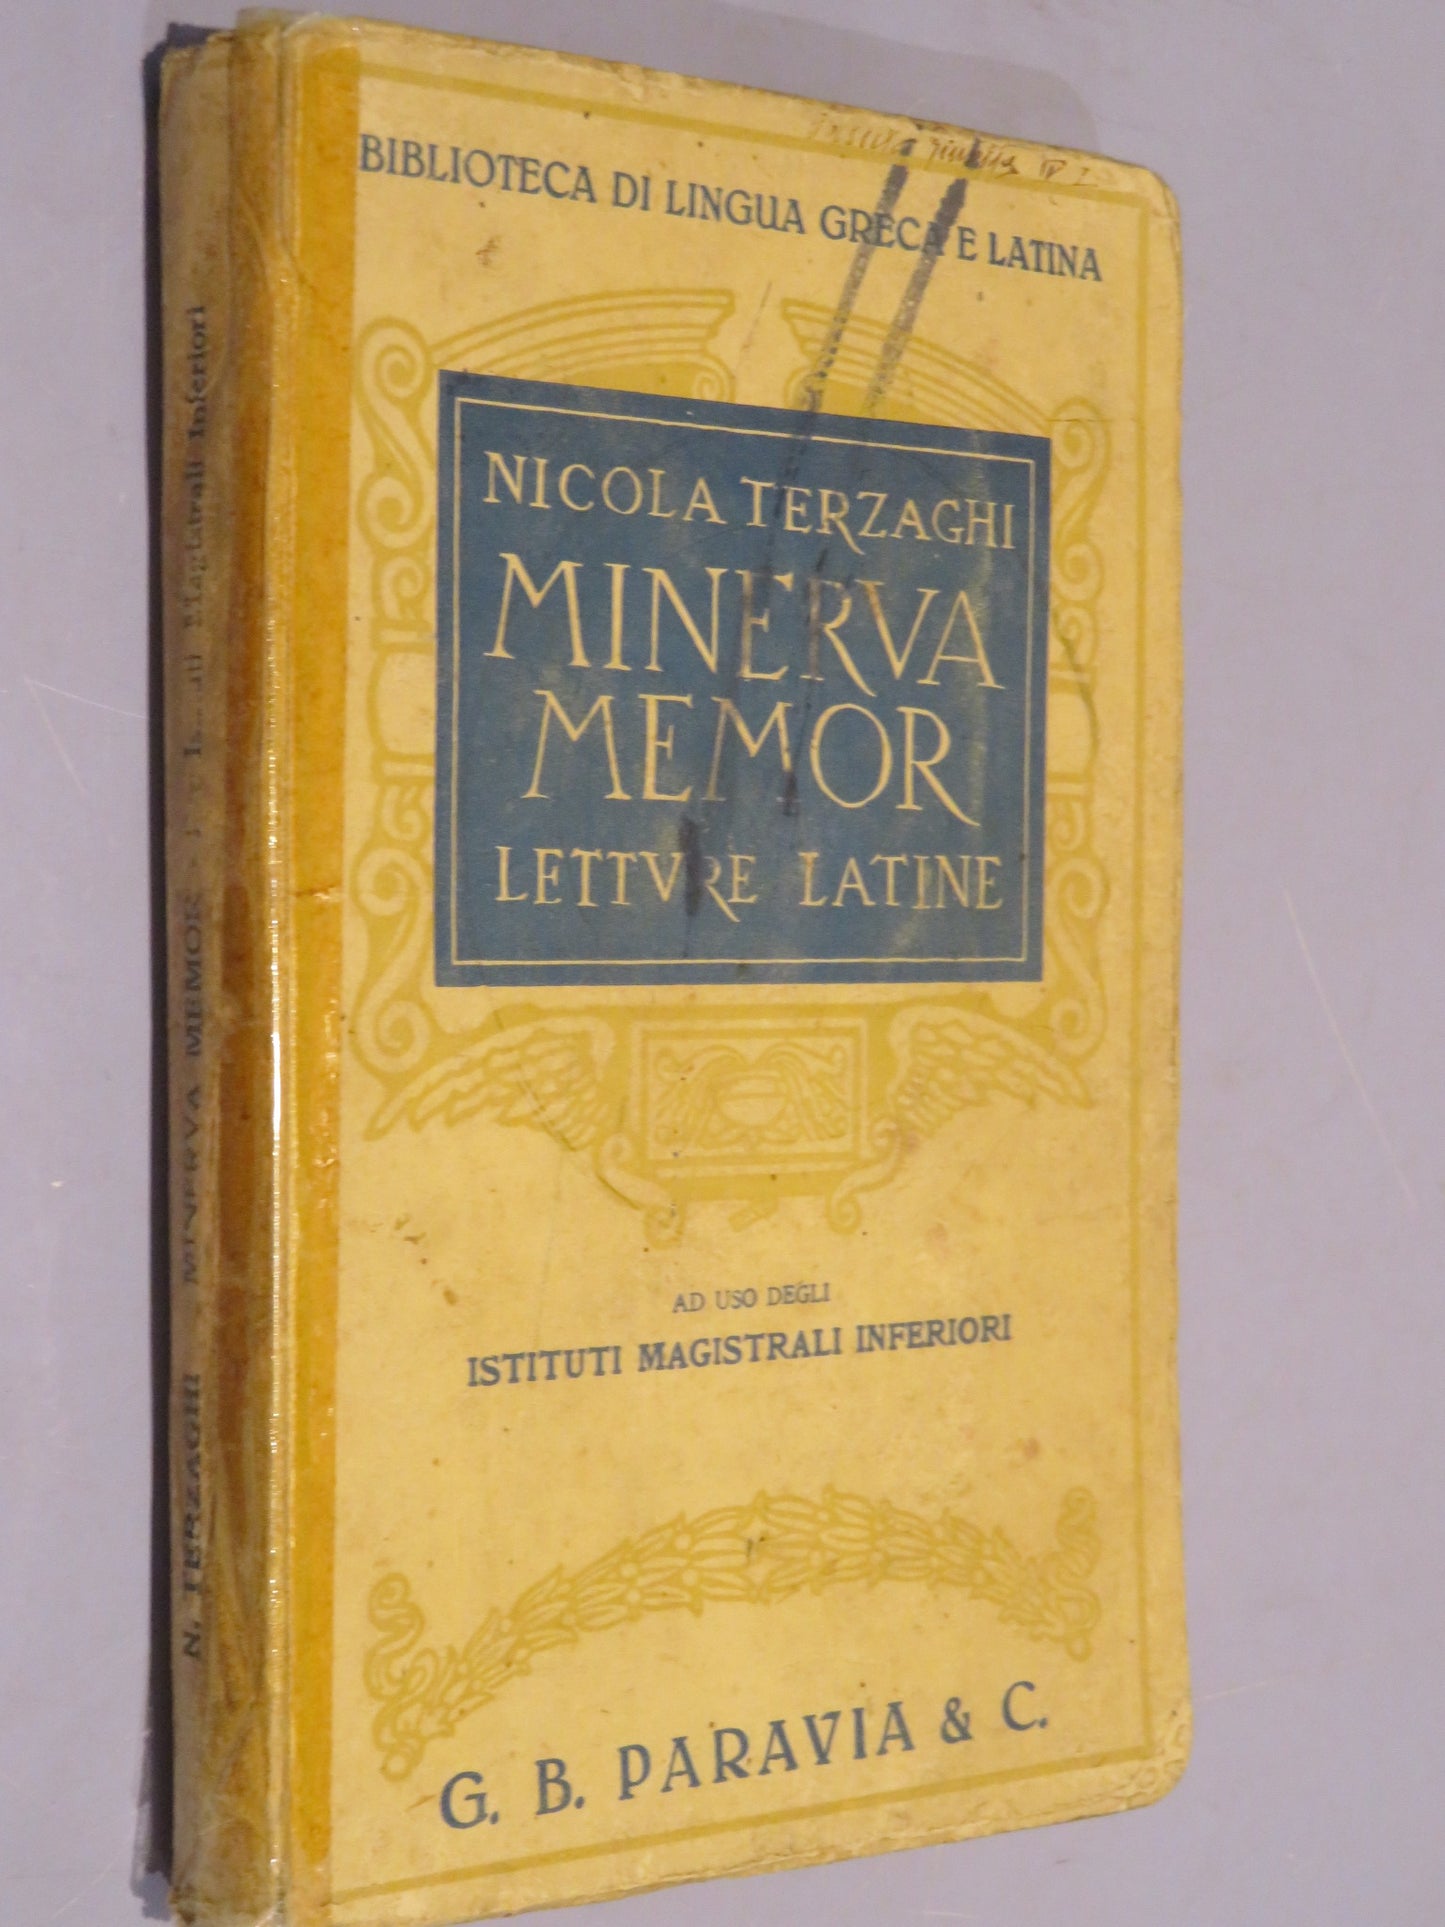 BIBLIOTECA DI LINGUA GRECA E LATINA
NICOLA TERZAGHI
MINERVA
MEMOR
LETTVRE LATINE
AD USO DEGLI
ISTITUTI MAGISTRALI INFERIORI
G. B. PARAVIA & C.
N. TERZAGHI MINERVA MEMOR Magistrali Inferiori